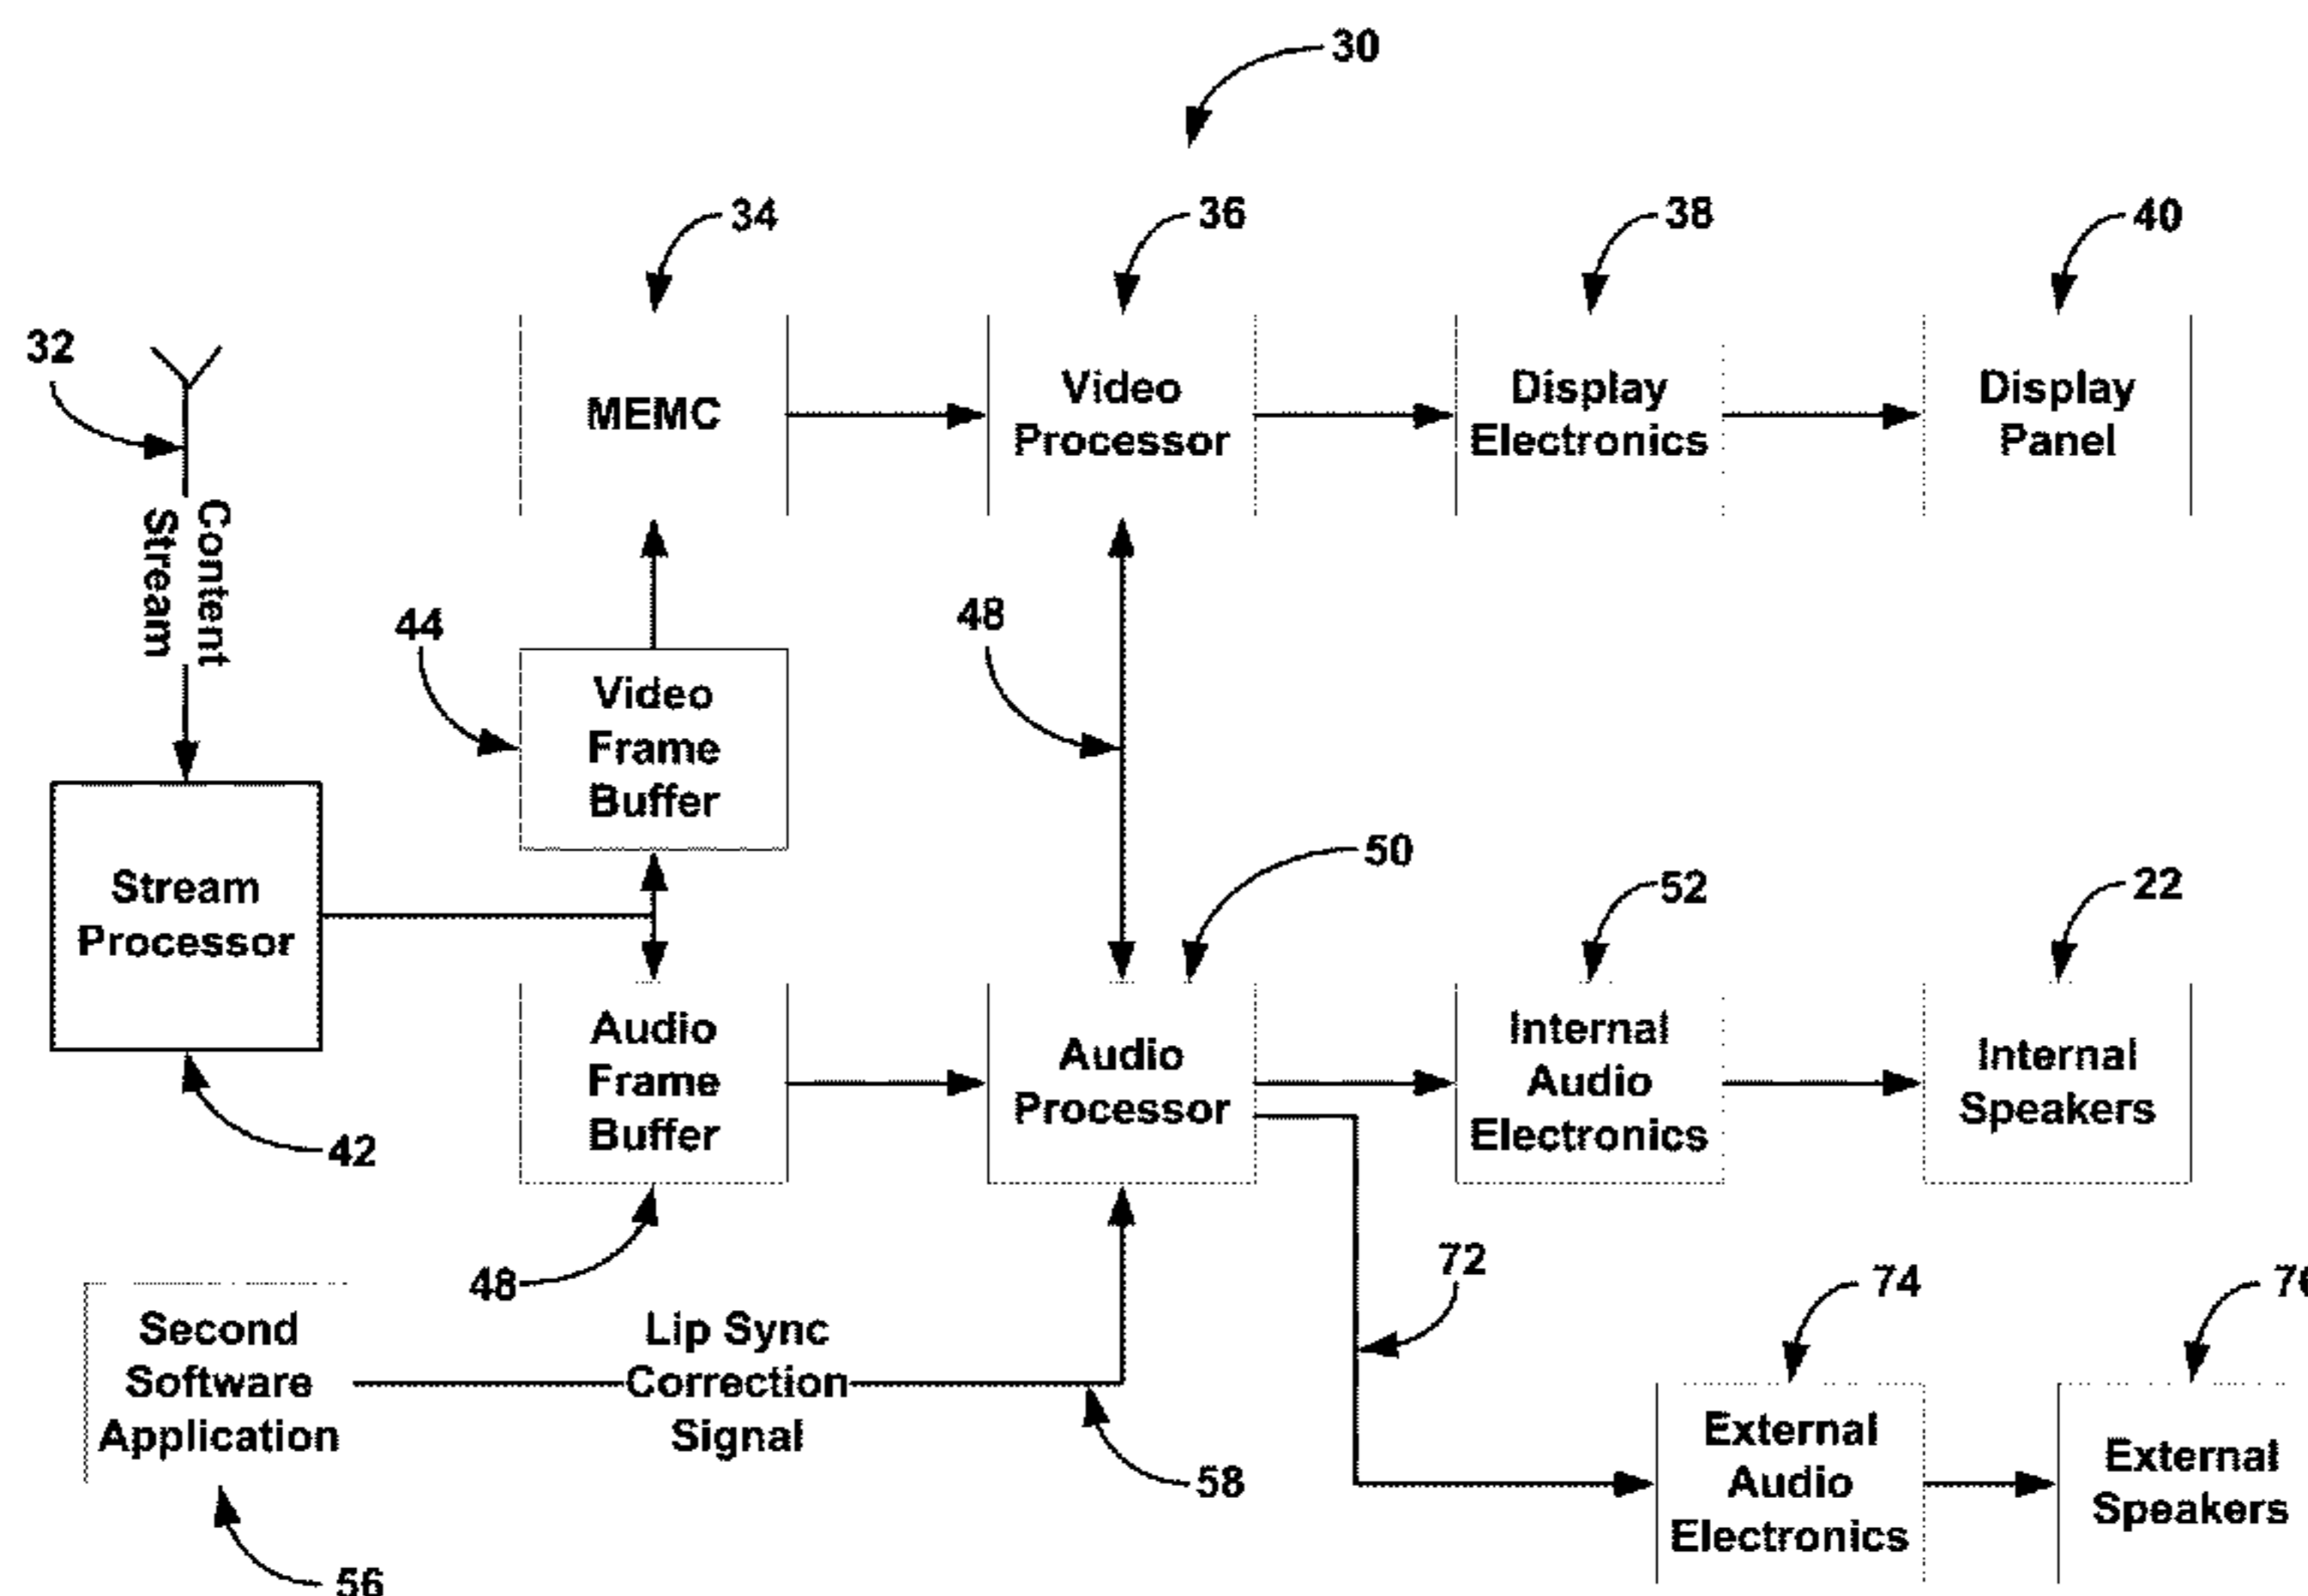 30
34
36
38
40
32
MEMC
Video
Processor
Display
Electronics
Display
Panel
Content
Stream
44
48
Video
Frame
Buffer
50
52
22
Stream
Processor
Audio
Frame
Buffer
Audio
Processor
Internal
Audio
Electronics
Internal
Speakers
42
48
72
74
Second
Software
Application
Lip Sync
Correction
Signal
58
External
Audio
Electronics
External
Speakers
56